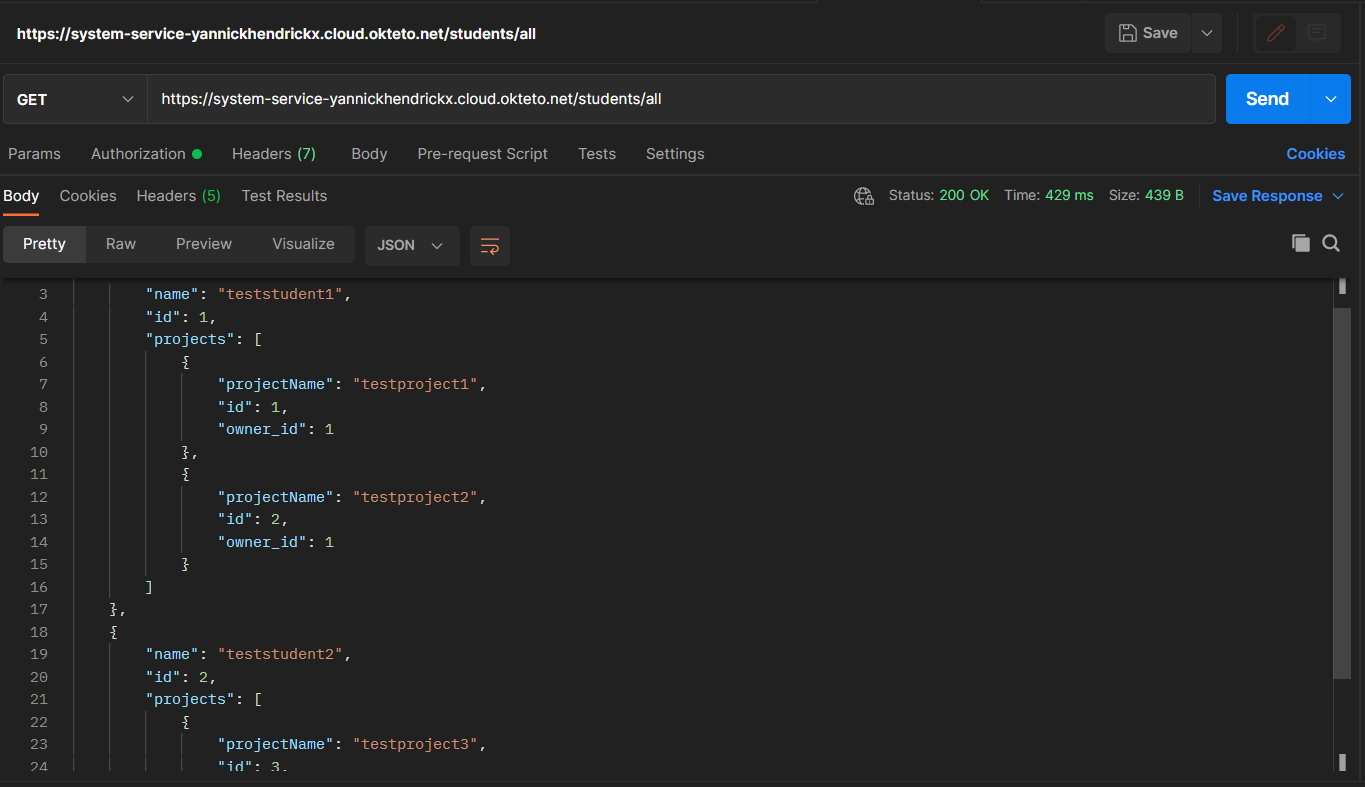 https://system-service-yannickhendrickx.cloud.okteto.net/students/all
Save
GET
https://system-service-yannickhendrickx.cloud.okteto.net/students/all
Send
Params Authorization Headers (7) Body Pre-request Script Tests Settings Cookies
Body Cookies Headers (5) Test Results Status: 200 OK Time: 429 ms Size: 439 B Save Response
Pretty Raw Preview Visualize JSON
3 "name": "teststudent1",
4 "id": 1,
5 "projects": [
6 {
7 "projectName": "testproject1",
8 "id": 1,
9 "owner_id": 1
10 },
11 {
12 "projectName": "testproject2",
13 "id": 2,
14 "owner_id": 1
15 }
16 ]
17 },
18 {
19 "name": "teststudent2",
20 "id": 2,
21 "projects": [
22 {
23 "projectName": "testproject3",
24 "id": 3,